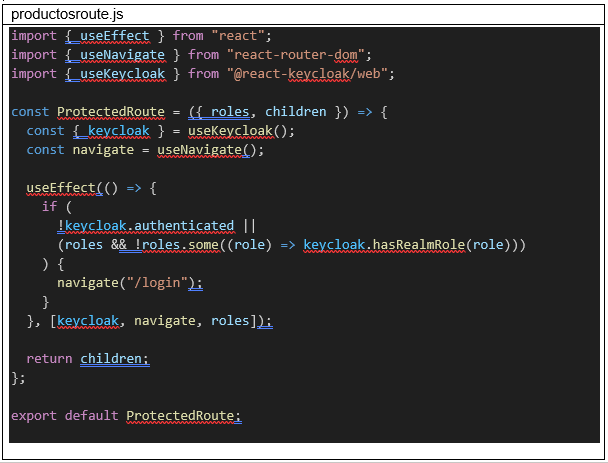 productosroute.js
import { useEffect } from "react";
import { useNavigate } from "react-router-dom";
import { useKeycloak } from "@react-keycloak/web";
const ProtectedRoute = ({ roles, children }) => {
const { keycloak } = useKeycloak();
const navigate = useNavigate();
useEffect(() => {
if (
!keycloak.authenticated ||
(roles && !roles.some((role) => keycloak.hasRealmRole(role)))
) {
navigate("/login");
}
}, [keycloak, navigate, roles]);
return children;
};
export default ProtectedRoute;